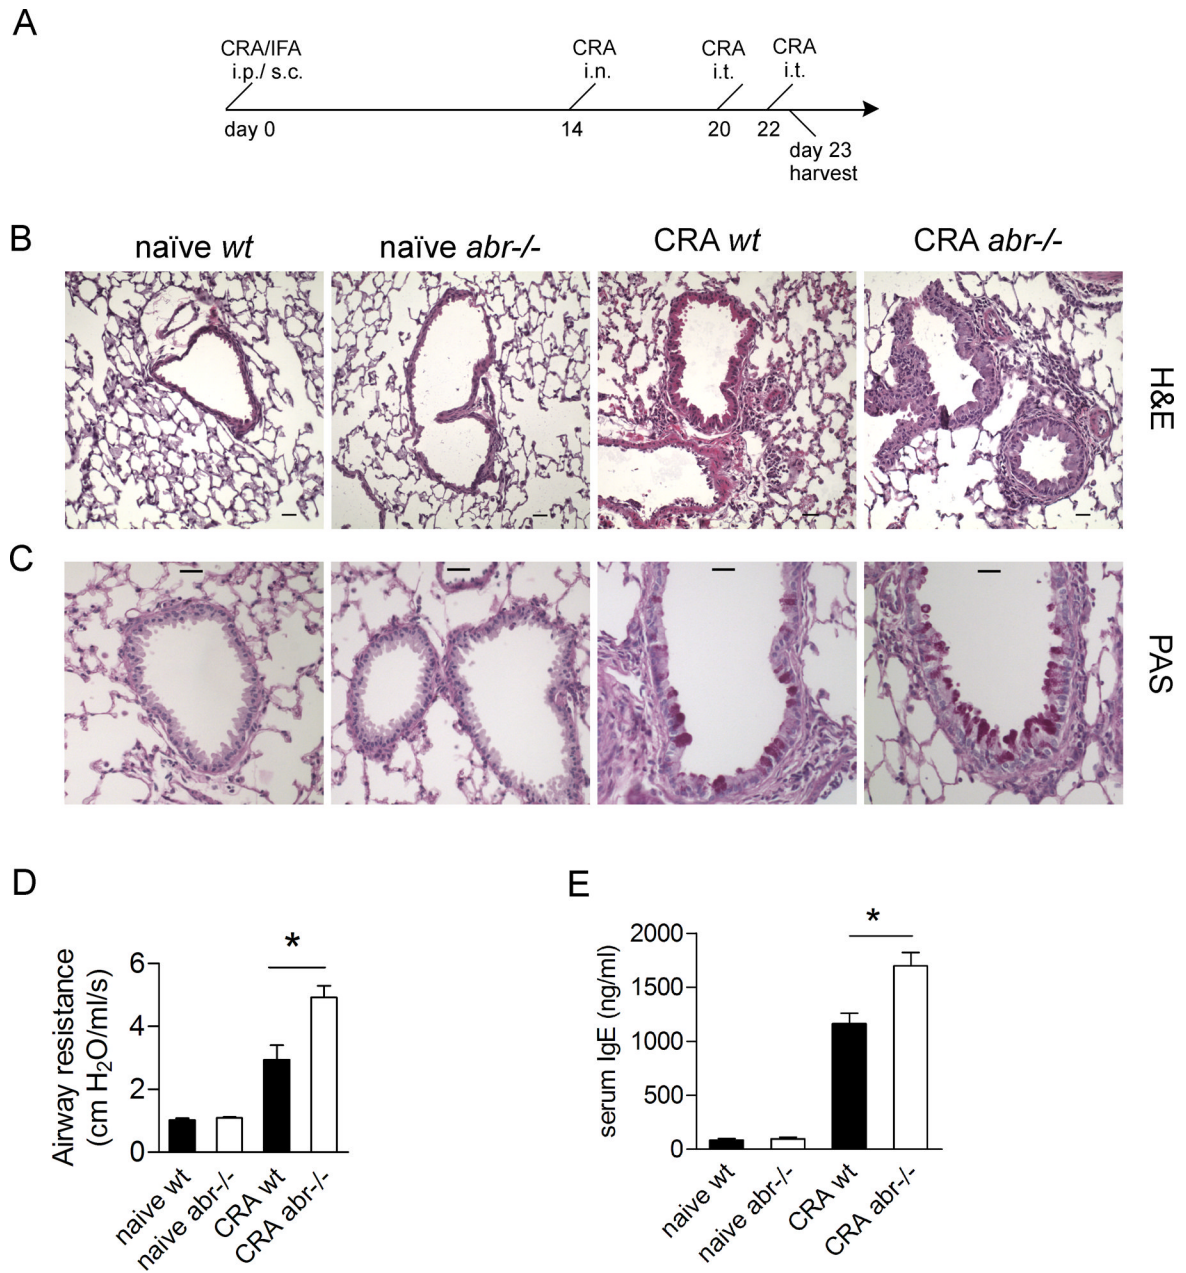 A
CRA/IFA
i.p./ s.c.
CRA
i.n.
CRA
i.t.
CRA
i.t.
day 0
14
20
22
day 23
harvest
B
naïve wt
naïve abr-/-
CRA wt
CRA abr-/-
H&E
C
PAS
D
Airway resistance
(cm H₂O/ml/s)
6
4
2
0
*
naive wt
naive abr-/-
CRA wt
CRA abr-/-
E
serum IgE (ng/ml)
2000
1500
1000
500
0
*
naive wt
naive abr-/-
CRA wt
CRA abr-/-